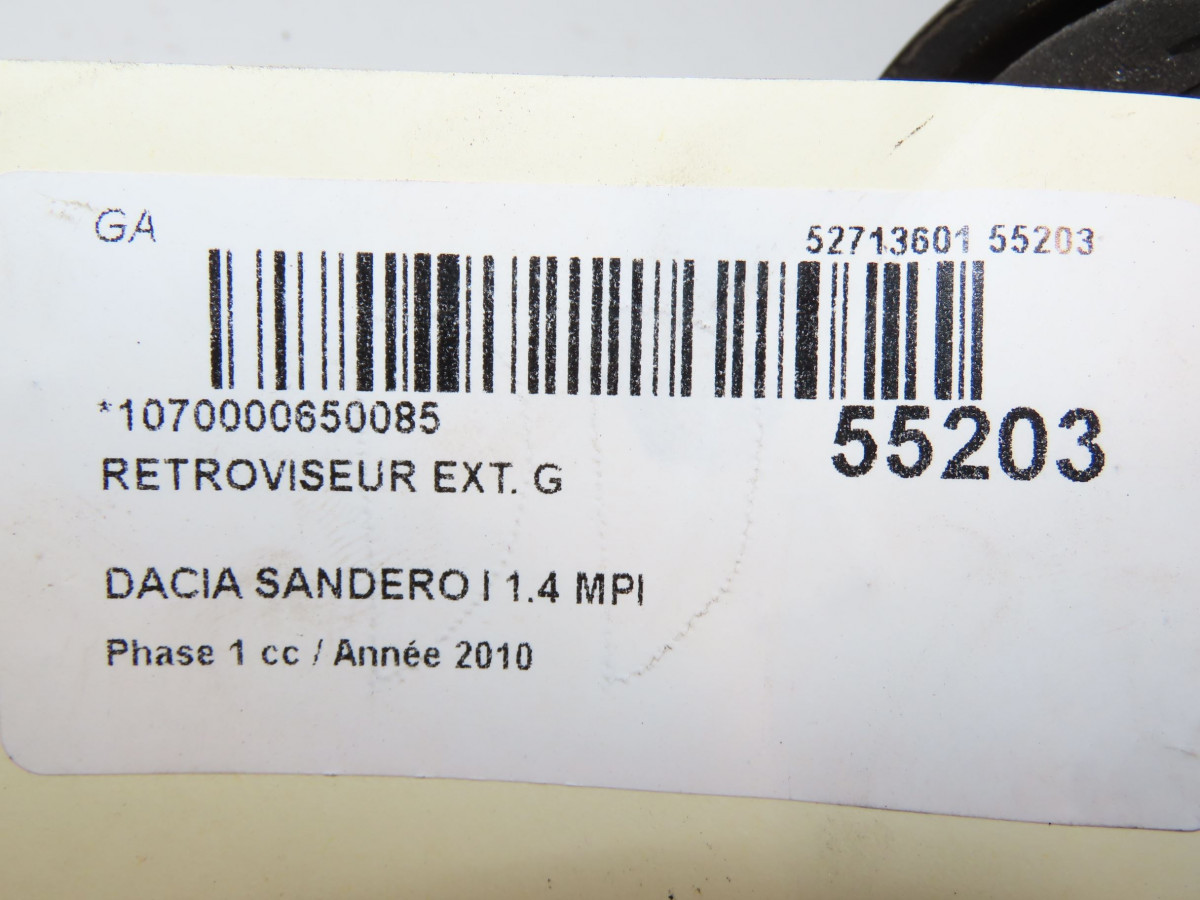 GA
52713601 55203
*1070000650085
55203
RETROVISEUR EXT. G
DACIA SANDERO I 1.4 MPI
Phase 1 cc / Année 2010